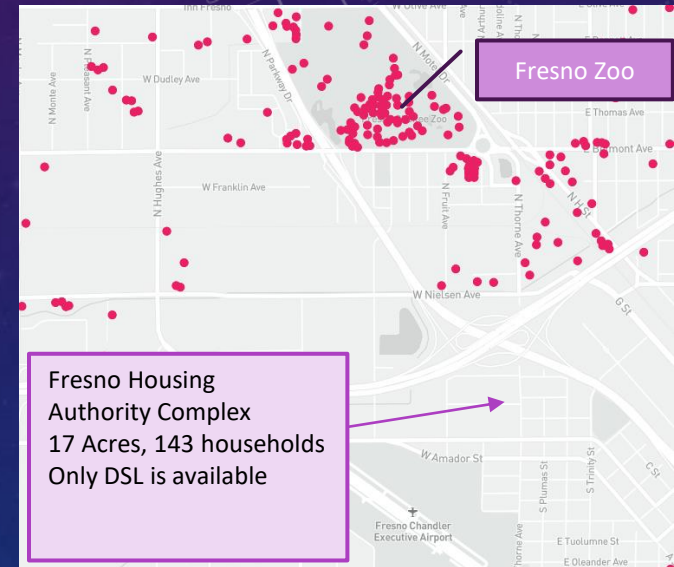 Inn Fresno
W Olive Ave
N Motel Dr
Fresno Zoo
N Parkway Dr
W Dudley Ave
N Monte Ave
N Pleasant Ave
E Thomas Ave
Zoo
E Belmont Ave
N Hughes Ave
W Franklin Ave
N Fruit Ave
N Thorne Ave
N H St
W Nielsen Ave
G St
Fresno Housing
Authority Complex
17 Acres, 143 households
Only DSL is available
W Amador St
S Plumas St
S Trinity St
C St
Fresno Chandler
Executive Airport
E Tuolumne St
E Oleander Ave